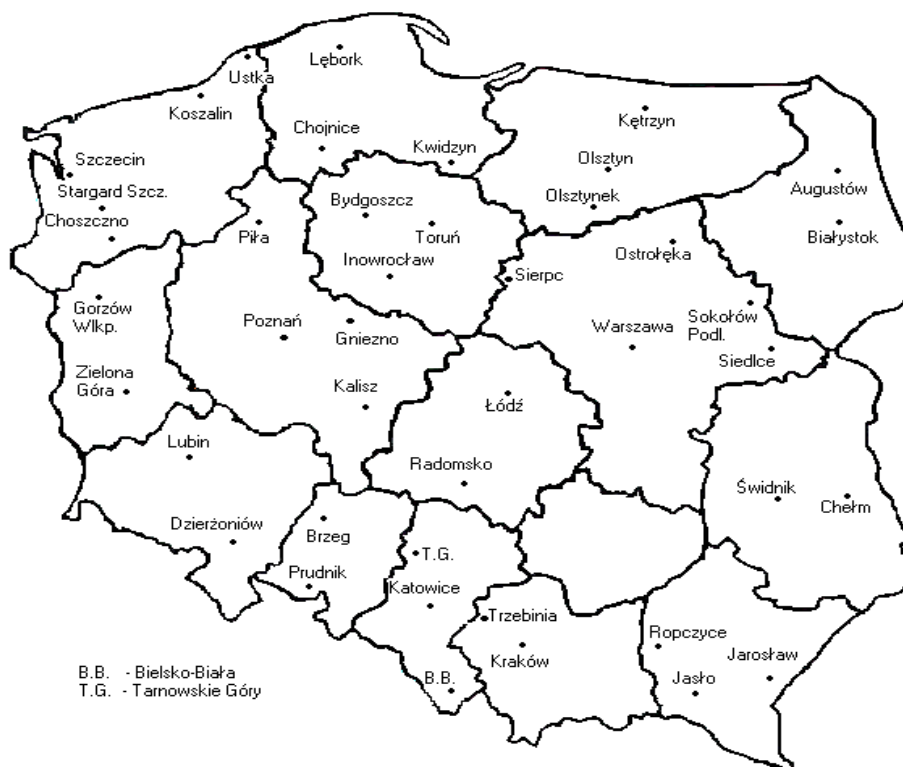 Lębork
Ustka
Koszalin
Kętrzyn
Chojnice
Kwidzyn
Szczecin
Olsztyn
Stargard Szcz.
Augustów
Olsztynek
Choszczno
Bydgoszcz
Piła
Toruń
Białystok
Ostrołęka
Inowrocław
Sierpc
Gorzów
Wlkp.
Sokołów
Podl.
Poznań
Gniezno
Warszawa
Siedlce
Zielona
Góra
Kalisz
Łódź
Lubin
Radomsko
Świdnik
Chełm
Dzierżoniów
Brzeg
T.G.
Prudnik
Katowice
Trzebinia
Ropczyce
Kraków
Jarosław
B.B. - Bielsko-Biała
B.B.
Jasło
T.G. - Tarnowskie Góry